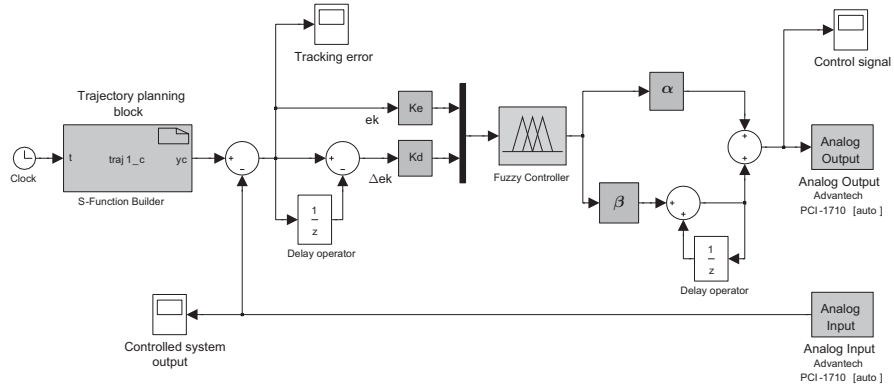 Tracking error
Control signal
Trajectory planning
block
t
traj 1_c
yc
S-Function Builder
Clock
+
-
ek
Ke
+
-
Δek
Kd
1
z
Delay operator
Fuzzy Controller
α
β
+
+
+
+
1
z
Delay operator
Analog
Output
Analog Output
Advantech
PCI-1710 [auto ]
Controlled system
output
Analog
Input
Analog Input
Advantech
PCI-1710 [auto ]